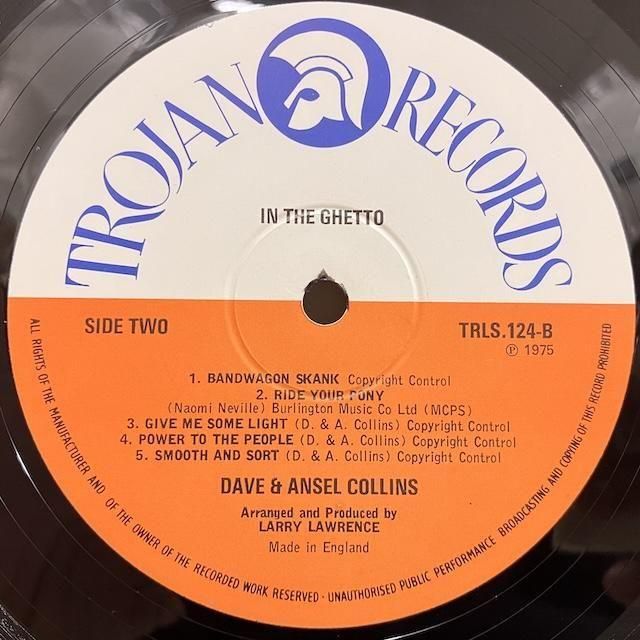 TROJAN RECORDS
IN THE GHETTO
SIDE TWO
TRLS.124-B
℗ 1975
1. BANDWAGON SKANK Copyright Control
2. RIDE YOUR PONY
(Naomi Neville) Burlington Music Co Ltd (MCPS)
3. GIVE ME SOME LIGHT (D. & A. Collins) Copyright Control
4. POWER TO THE PEOPLE (D. & A. Collins) Copyright Control
5. SMOOTH AND SORT (D. & A. Collins) Copyright Control
DAVE & ANSEL COLLINS
Arranged and Produced by
LARRY LAWRENCE
Made in England
ALL RIGHTS OF THE MANUFACTURER AND OF THE OWNER OF THE RECORDED WORK RESERVED · UNAUTHORISED PUBLIC PERFORMANCE BROADCASTING AND COPYING OF THIS RECORD PROHIBITED